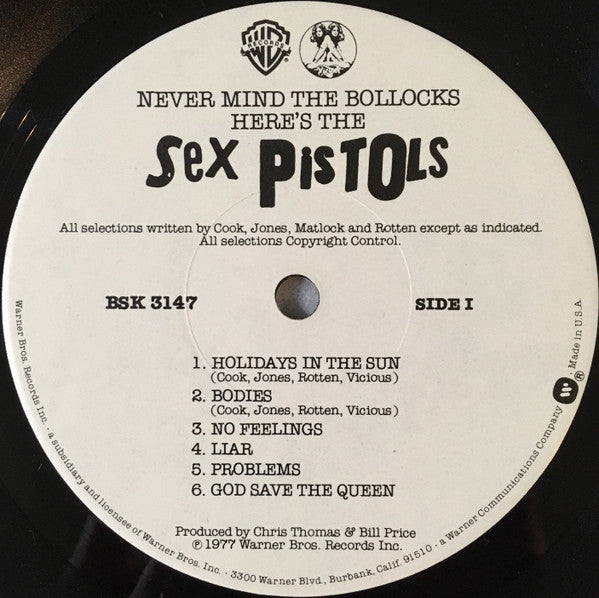 WB
RECORDS
®
NEVER MIND THE BOLLOCKS
HERE'S THE
Sex PisTOLs
All selections written by Cook, Jones, Matlock and Rotten except as indicated.
All selections Copyright Control.
BSK 3147
SIDE I
1. HOLIDAYS IN THE SUN
(Cook, Jones, Rotten, Vicious)
2. BODIES
(Cook, Jones, Rotten, Vicious)
3. NO FEELINGS
4. LIAR
5. PROBLEMS
6. GOD SAVE THE QUEEN
Produced by Chris Thomas & Bill Price
℗ 1977 Warner Bros. Records Inc.
Warner Bros. Records Inc. · a subsidiary and licensee of Warner Bros. Inc. · 3300 Warner Blvd., Burbank, Calif. 91510 · a Warner Communications Company ® · Made in U.S.A.